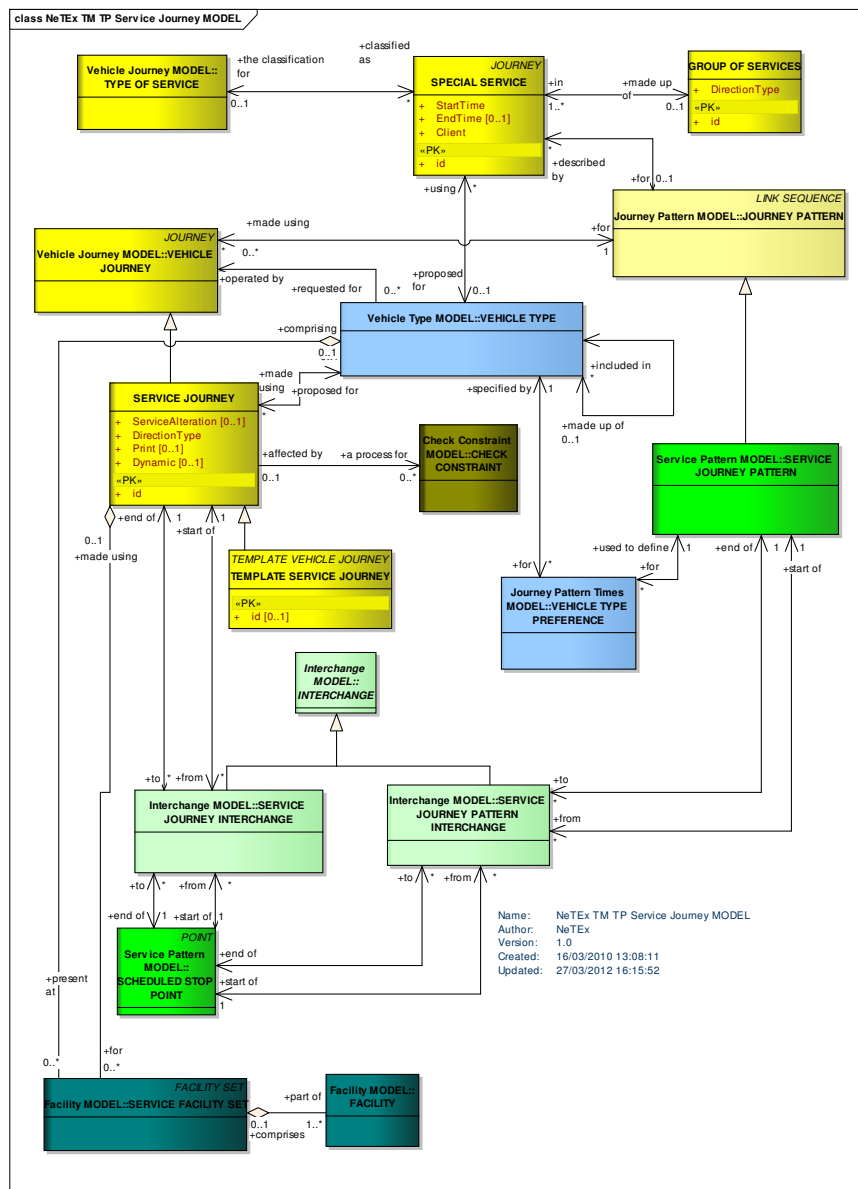 class NeTEx TM TP Service Journey MODEL
Vehicle Journey MODEL::
TYPE OF SERVICE
+the classification
for
0..1
+classified
as
*
JOURNEY
SPECIAL SERVICE
+ StartTime
+ EndTime [0..1]
+ Client
«PK»
+ id
+in
1..*
+made up
of
0..1
GROUP OF SERVICES
+ DirectionType
«PK»
+ id
*
+described
by
+for 0..1
LINK SEQUENCE
Journey Pattern MODEL::JOURNEY PATTERN
+using *
+proposed
for
0..1
JOURNEY
Vehicle Journey MODEL::VEHICLE
JOURNEY
+made using
*
0..*
+for
1
+operated by
+requested for
0..*
Vehicle Type MODEL::VEHICLE TYPE
+comprising
0..1
+included in
*
+made up of
0..1
+made
using
*
+proposed for
+specified by 1
SERVICE JOURNEY
+ ServiceAlteration [0..1]
+ DirectionType
+ Print [0..1]
+ Dynamic [0..1]
«PK»
+ id
+affected by
0..1
+a process for
0..*
Check Constraint
MODEL::CHECK
CONSTRAINT
Service Pattern MODEL::SERVICE
JOURNEY PATTERN
0..1
+made using
+end of 1
1
+start of
TEMPLATE VEHICLE JOURNEY
TEMPLATE SERVICE JOURNEY
«PK»
+ id [0..1]
+used to define 1
+end of 1
1
+start of
+for *
+for
*
Journey Pattern Times
MODEL::VEHICLE TYPE
PREFERENCE
Interchange
MODEL::
INTERCHANGE
+to *
+from *
Interchange MODEL::SERVICE
JOURNEY INTERCHANGE
Interchange MODEL::SERVICE
JOURNEY PATTERN
INTERCHANGE
+to
*
+from
*
+to *
+from *
+to *
+from *
+end of 1
+start of 1
POINT
Service Pattern
MODEL::
SCHEDULED STOP
POINT
+end of
+start of
1
Name: NeTEx TM TP Service Journey MODEL
Author: NeTEx
Version: 1.0
Created: 16/03/2010 13:08:11
Updated: 27/03/2012 16:15:52
+present
at
0..*
+for
0..*
FACILITY SET
Facility MODEL::SERVICE FACILITY SET
0..1
+comprises
+part of
1..*
Facility MODEL::
FACILITY